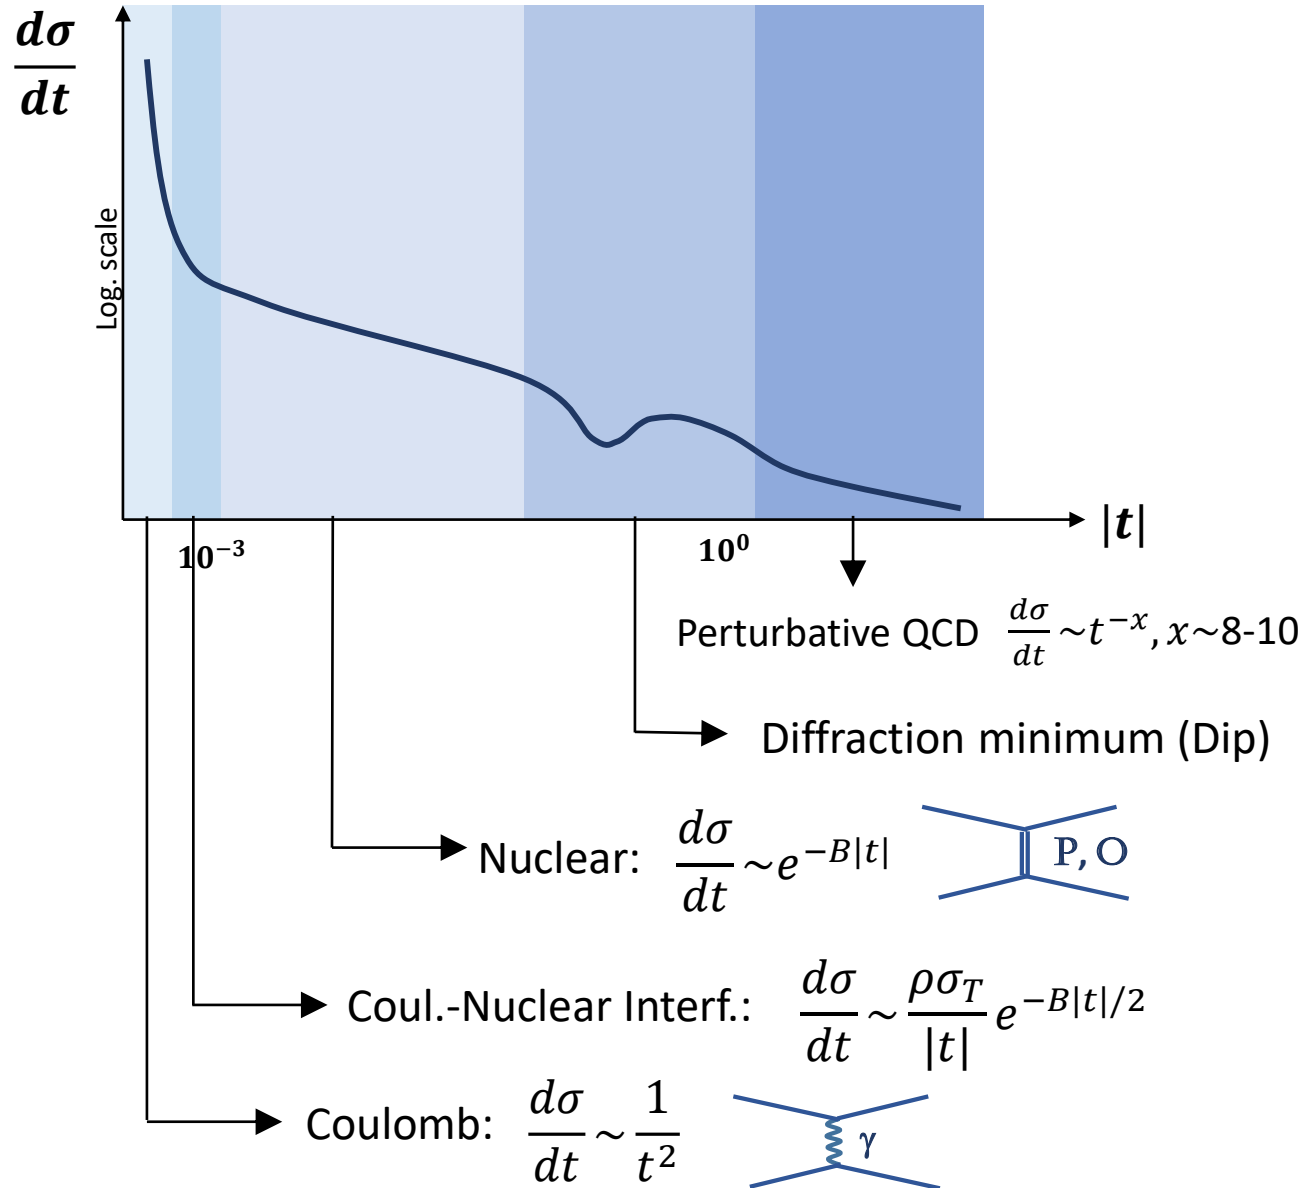 dσ/dt
Log. scale
10⁻³
10⁰
|t|
Perturbative QCD dσ/dt ~t⁻ˣ, x~8-10
Diffraction minimum (Dip)
Nuclear: dσ/dt ~e^{−B|t|}
P, O
Coul.-Nuclear Interf.: dσ/dt ~ ρσ_T/|t| e^{−B|t|/2}
Coulomb: dσ/dt ~ 1/t²
γ